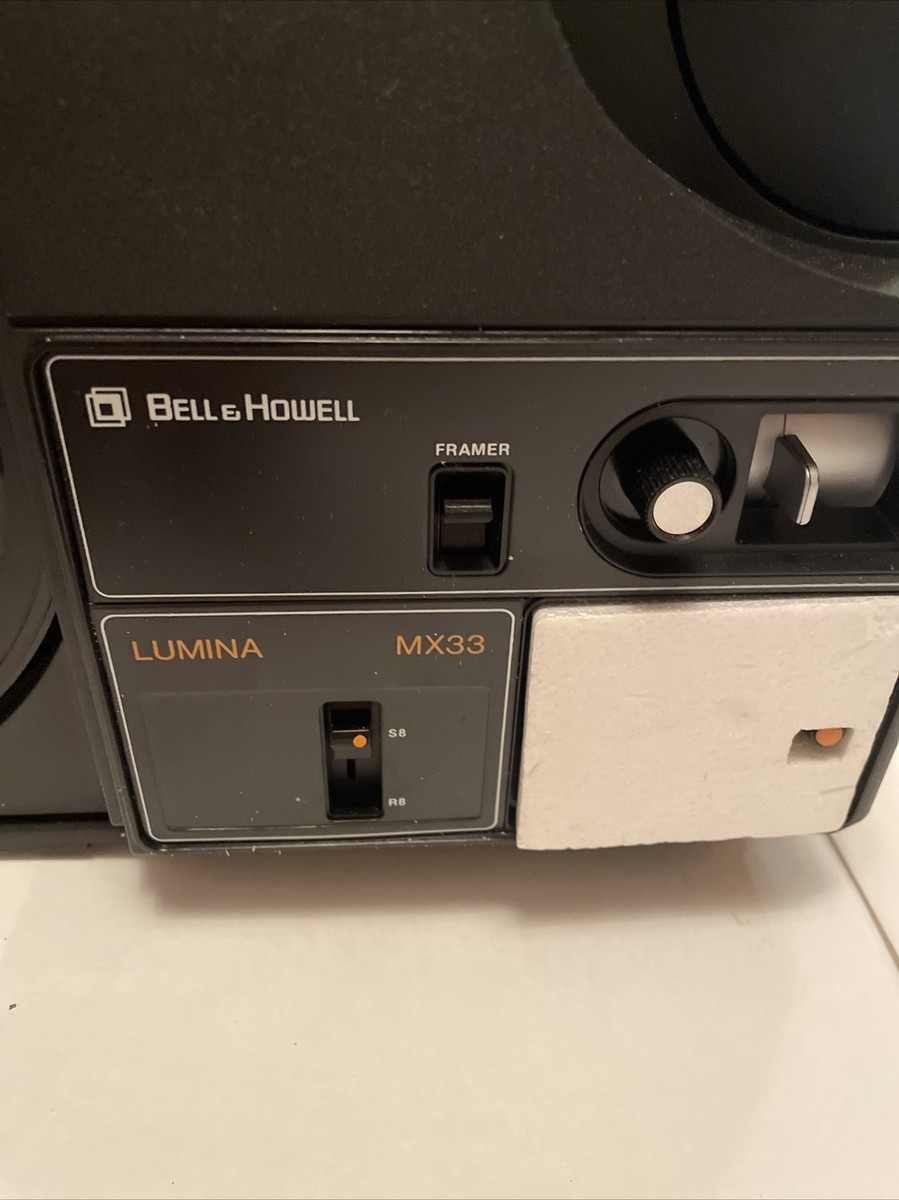 BELL & HOWELL
FRAMER
LUMINA MX33
S8
R8